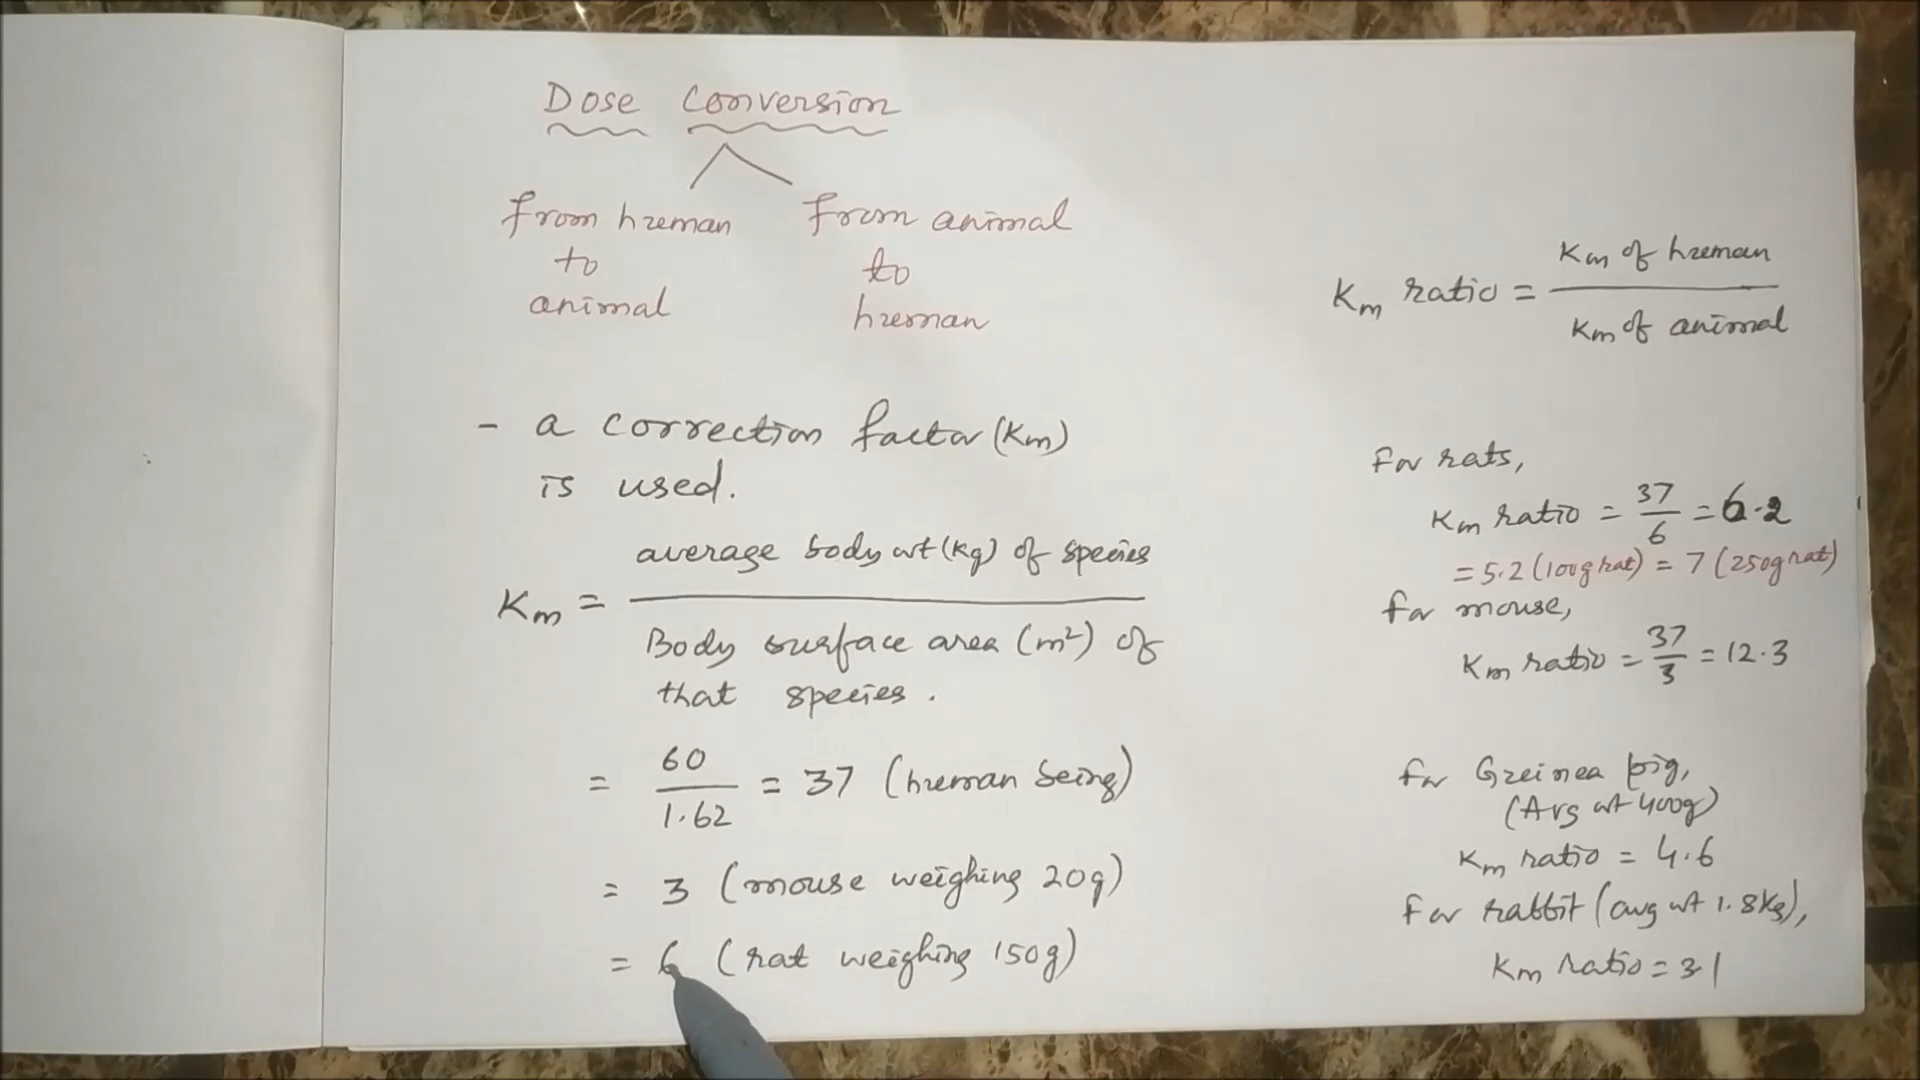 Dose Conversion
From human
to
animal
From animal
to
human
- a correction factor (Km)
is used.
Km = average body wt (kg) of species
Body surface area (m²) of
that species.
= 60 / 1.62 = 37 (human being)
= 3 (mouse weighing 20g)
= 6 (rat weighing 150g)
Km ratio = Km of human
Km of animal
For rats,
Km ratio = 37 / 6 = 6.2
= 5.2 (100g rat) = 7 (250g rat)
for mouse,
Km ratio = 37 / 3 = 12.3
for Guinea pig,
(Avg wt 400g)
Km ratio = 4.6
For rabbit (avg wt 1.8kg),
Km ratio = 3.1